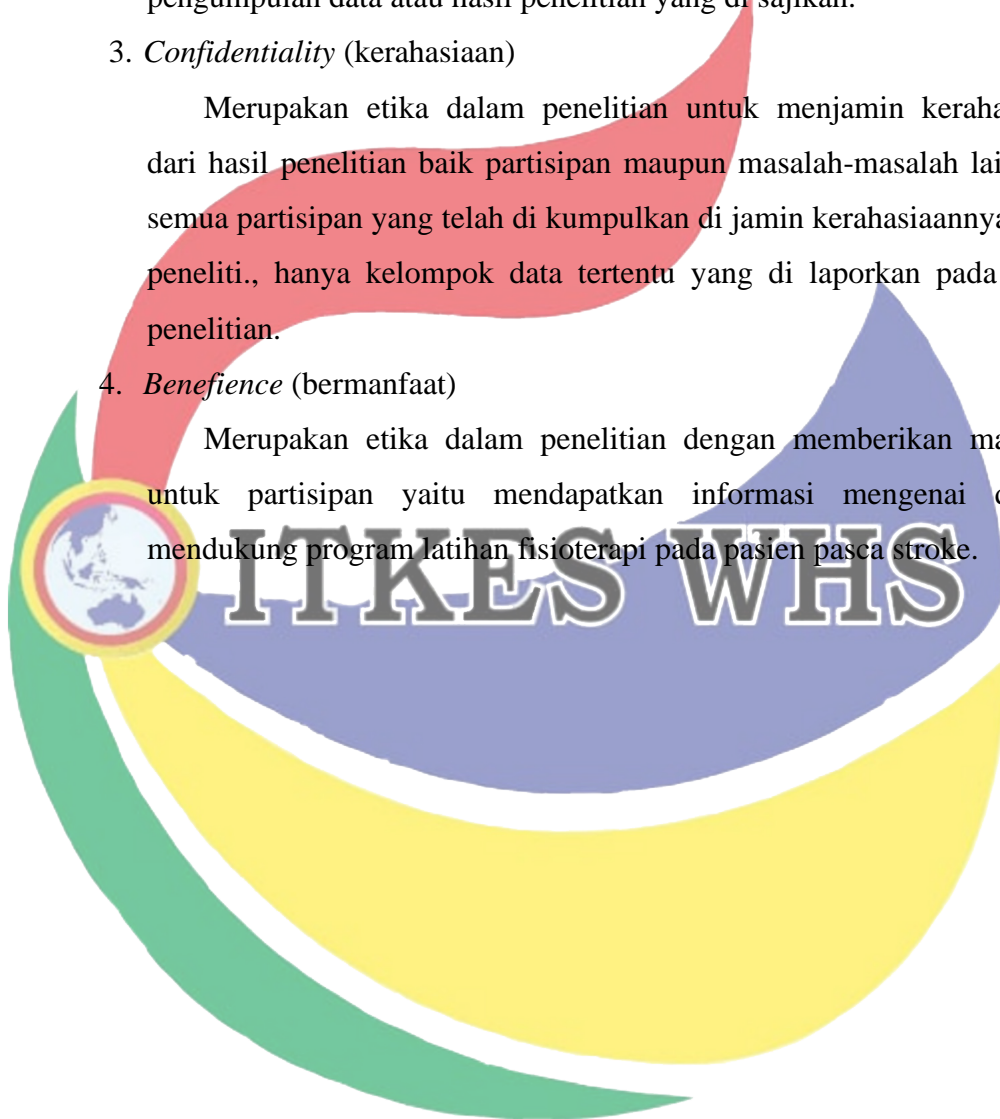 pengumpulan data atau hasil penelitian yang di sajikan.
3. Confidentiality (kerahasiaan)
Merupakan etika dalam penelitian untuk menjamin
dari hasil penelitian baik partisipan maupun masalah-masalah
semua partisipan yang telah di kumpulkan di jamin kerahasiaannya
peneliti., hanya kelompok data tertentu yang di laporkan pada
penelitian.
4. Benefience (bermanfaat)
Merupakan etika dalam penelitian dengan memberikan
untuk partisipan yaitu mendapatkan informasi mengenai
mendukung program latihan fisioterapi pada pasien pasca stroke.
ITKES WHS